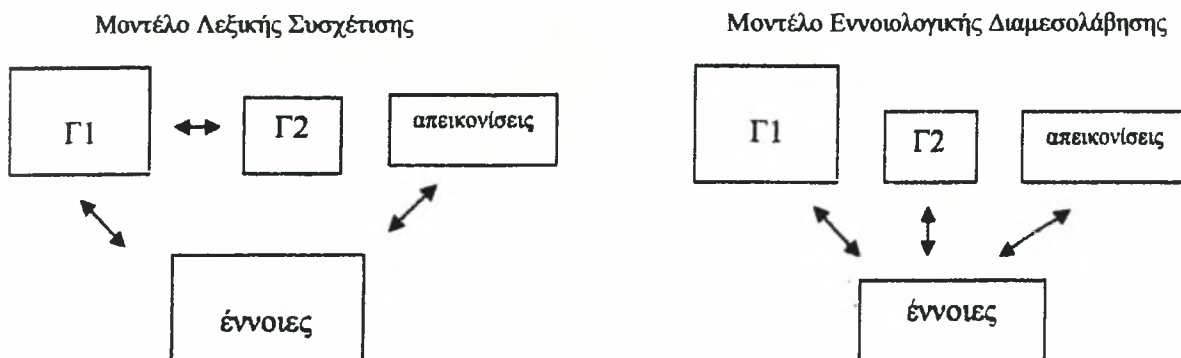 Μοντέλο Λεξικής Συσχέτισης
Γ1
Γ2
απεικονίσεις
έννοιες
Μοντέλο Εννοιολογικής Διαμεσολάβησης
Γ1
Γ2
απεικονίσεις
έννοιες